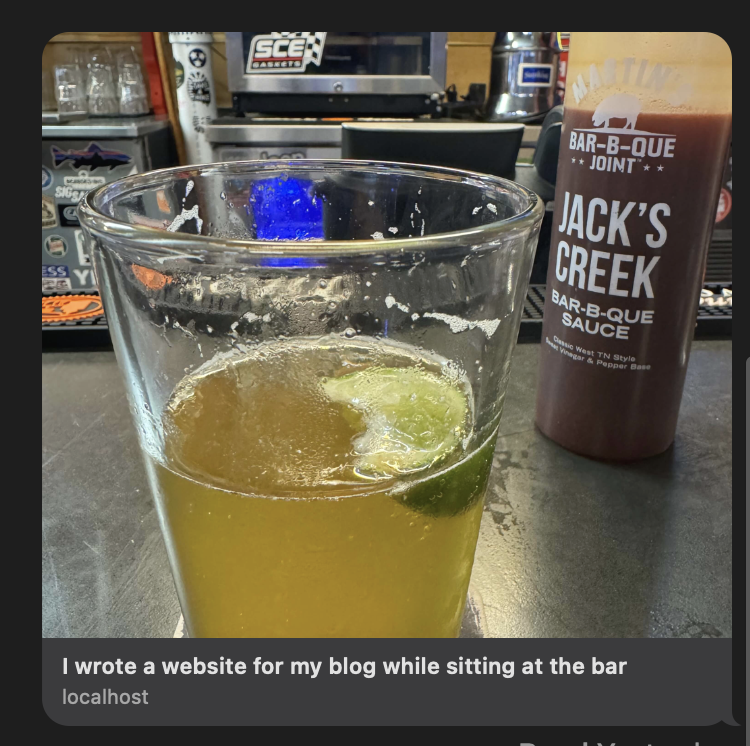 SCE
GASKETS
MARTIN'S
BAR-B-QUE
JOINT
JACK'S
CREEK
BAR-B-QUE
SAUCE
Classic West TN Style
Sweet Vinegar & Pepper Base
I wrote a website for my blog while sitting at the bar
localhost